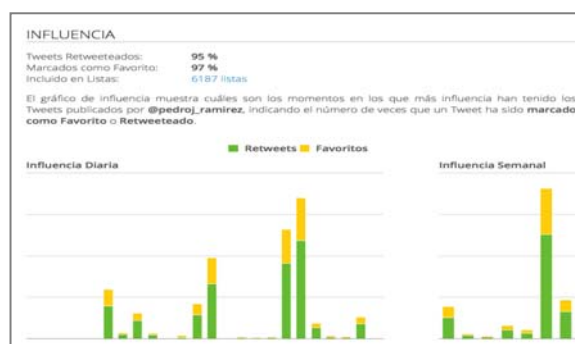 INFLUENCIA
Tweets Retweeteados: 95 %
Marcados como Favorito: 97 %
Incluido en Listas: 6187 listas
El gráfico de influencia muestra cuáles son los momentos en los que más influencia han tenido los
Tweets publicados por @pedroj_ramirez, indicando el número de veces que un Tweet ha sido marcado
como Favorito o Retweeteado.
Retweets Favoritos
Influencia Diaria Influencia Semanal